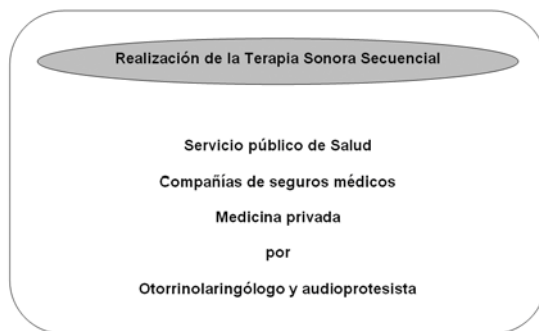 Realización de la Terapia Sonora Secuencial
Servicio público de Salud
Compañías de seguros médicos
Medicina privada
por
Otorrinolaringólogo y audioprotesista